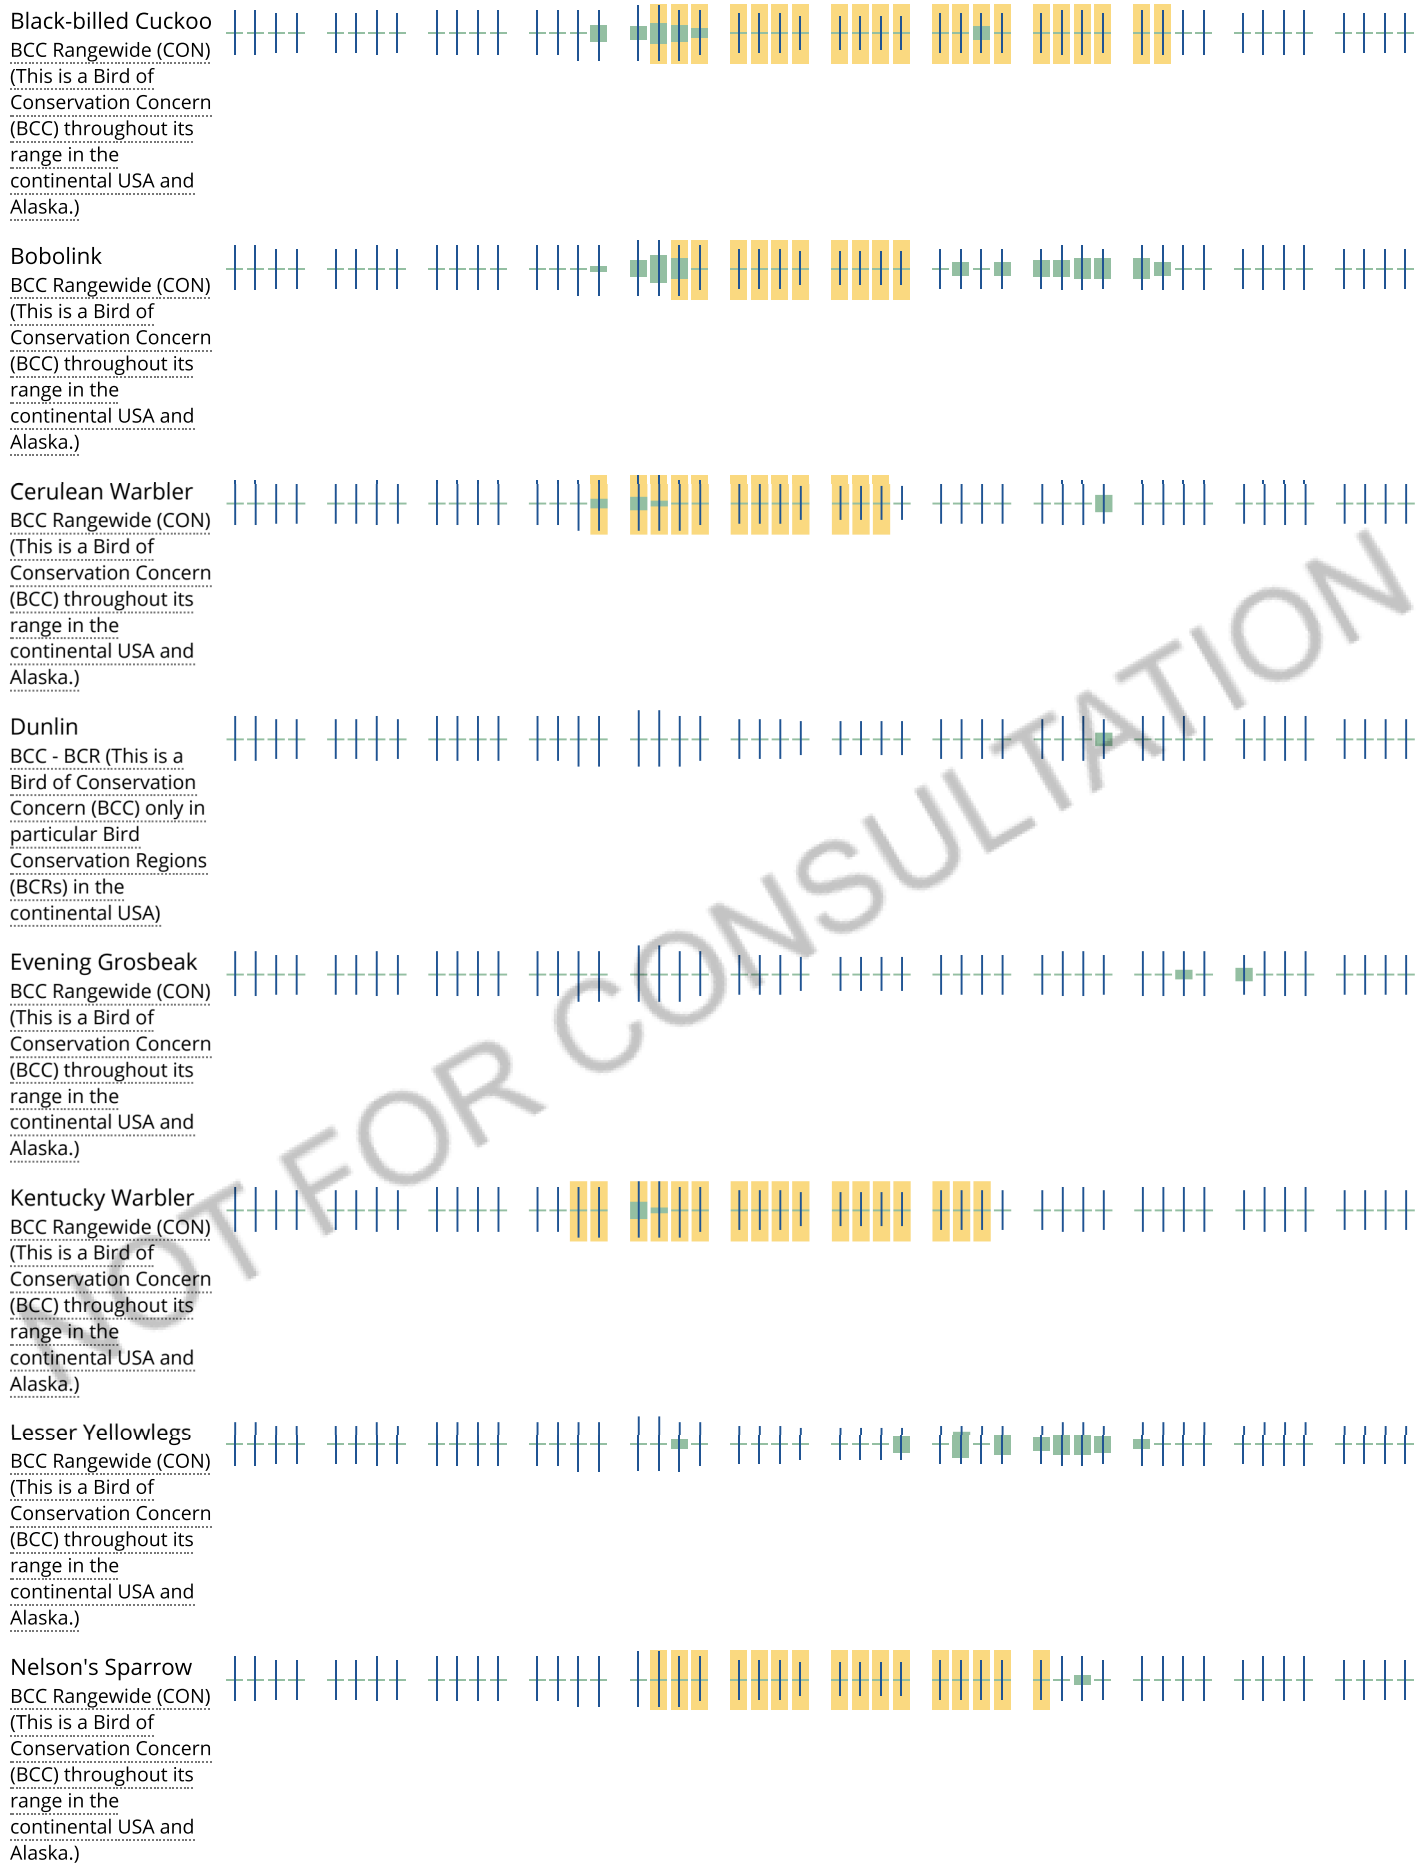 Black-billed Cuckoo
BCC Rangewide (CON)
(This is a Bird of
Conservation Concern
(BCC) throughout its
range in the
continental USA and
Alaska.)
Bobolink
BCC Rangewide (CON)
(This is a Bird of
Conservation Concern
(BCC) throughout its
range in the
continental USA and
Alaska.)
Cerulean Warbler
BCC Rangewide (CON)
(This is a Bird of
Conservation Concern
(BCC) throughout its
range in the
continental USA and
Alaska.)
Dunlin
BCC - BCR (This is a
Bird of Conservation
Concern (BCC) only in
particular Bird
Conservation Regions
(BCRs) in the
continental USA)
Evening Grosbeak
BCC Rangewide (CON)
(This is a Bird of
Conservation Concern
(BCC) throughout its
range in the
continental USA and
Alaska.)
Kentucky Warbler
BCC Rangewide (CON)
(This is a Bird of
Conservation Concern
(BCC) throughout its
range in the
continental USA and
Alaska.)
Lesser Yellowlegs
BCC Rangewide (CON)
(This is a Bird of
Conservation Concern
(BCC) throughout its
range in the
continental USA and
Alaska.)
Nelson's Sparrow
BCC Rangewide (CON)
(This is a Bird of
Conservation Concern
(BCC) throughout its
range in the
continental USA and
Alaska.)
NOT FOR CONSULTATION